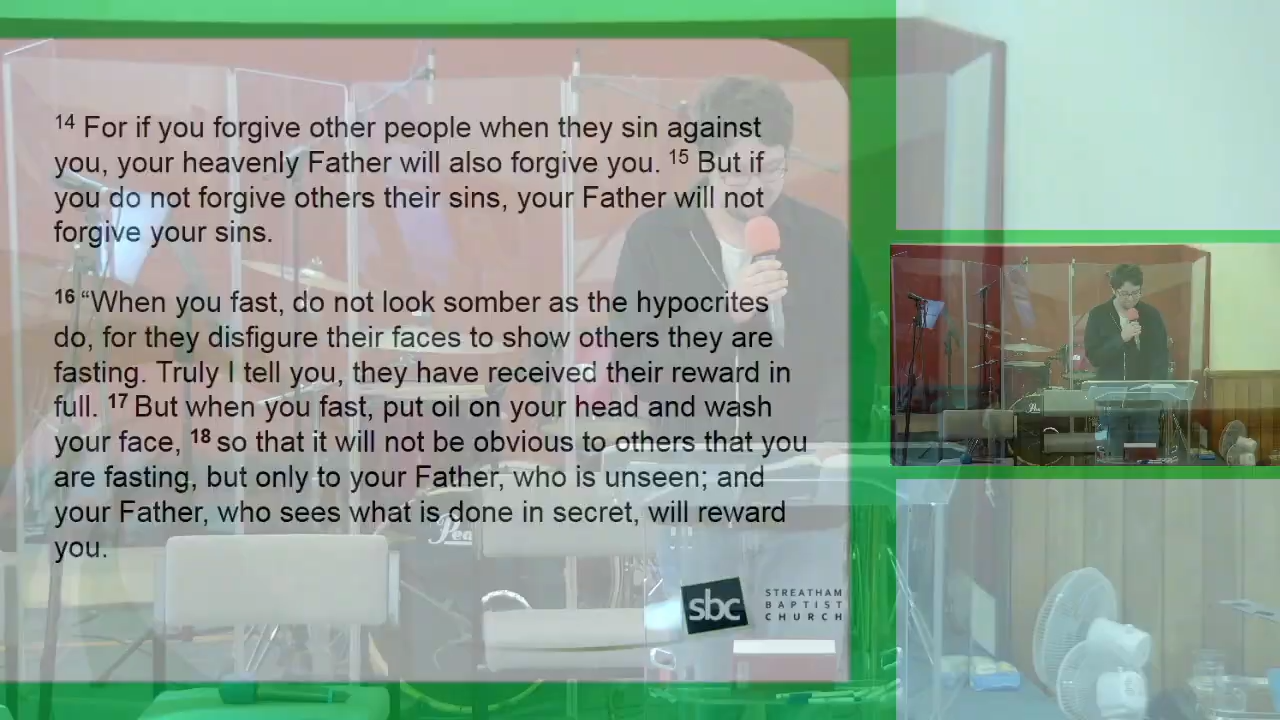 14 For if you forgive other people when they sin against
you, your heavenly Father will also forgive you. 15 But if
you do not forgive others their sins, your Father will not
forgive your sins.
16 “When you fast, do not look somber as the hypocrites
do, for they disfigure their faces to show others they are
fasting. Truly I tell you, they have received their reward in
full. 17 But when you fast, put oil on your head and wash
your face, 18 so that it will not be obvious to others that you
are fasting, but only to your Father, who is unseen; and
your Father, who sees what is done in secret, will reward
you.
sbc
STREATHAM
BAPTIST
CHURCH